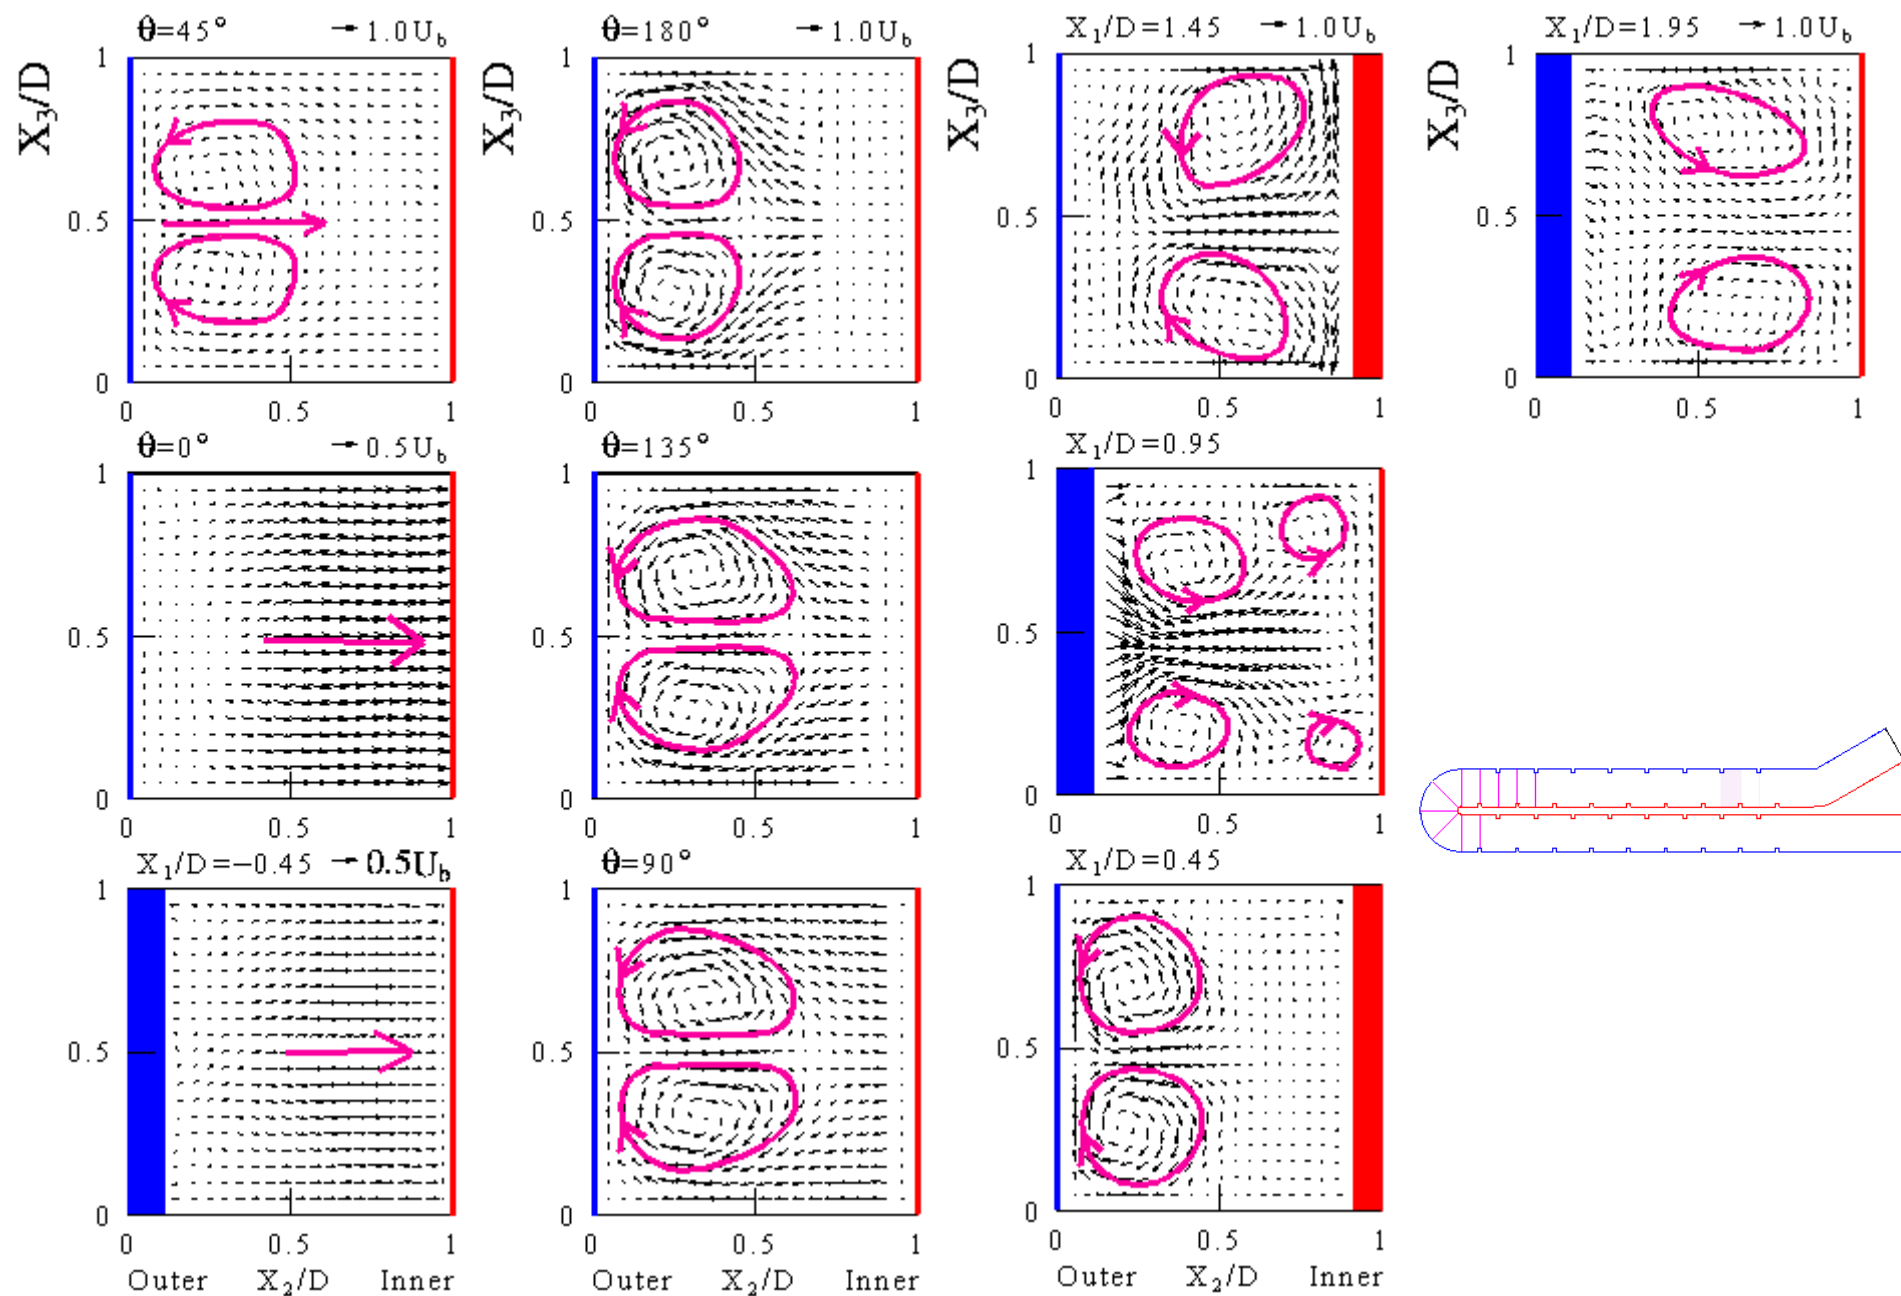 θ=45° 1.0U_b
X_3/D
1
0.5
0
0 0.5 1
θ=180° 1.0U_b
X_3/D
1
0.5
0
0 0.5 1
X_1/D=1.45 1.0U_b
X_3/D
1
0.5
0
0 0.5 1
X_1/D=1.95 1.0U_b
X_3/D
1
0.5
0
0 0.5 1
θ=0° 0.5U_b
1
0.5
0
0 0.5 1
θ=135°
1
0.5
0
0 0.5 1
X_1/D=0.95
1
0.5
0
0 0.5 1
X_1/D=−0.45 0.5U_b
1
0.5
0
0 0.5 1
Outer X_2/D Inner
θ=90°
1
0.5
0
0 0.5 1
Outer X_2/D Inner
X_1/D=0.45
1
0.5
0
0 0.5 1
Outer X_2/D Inner